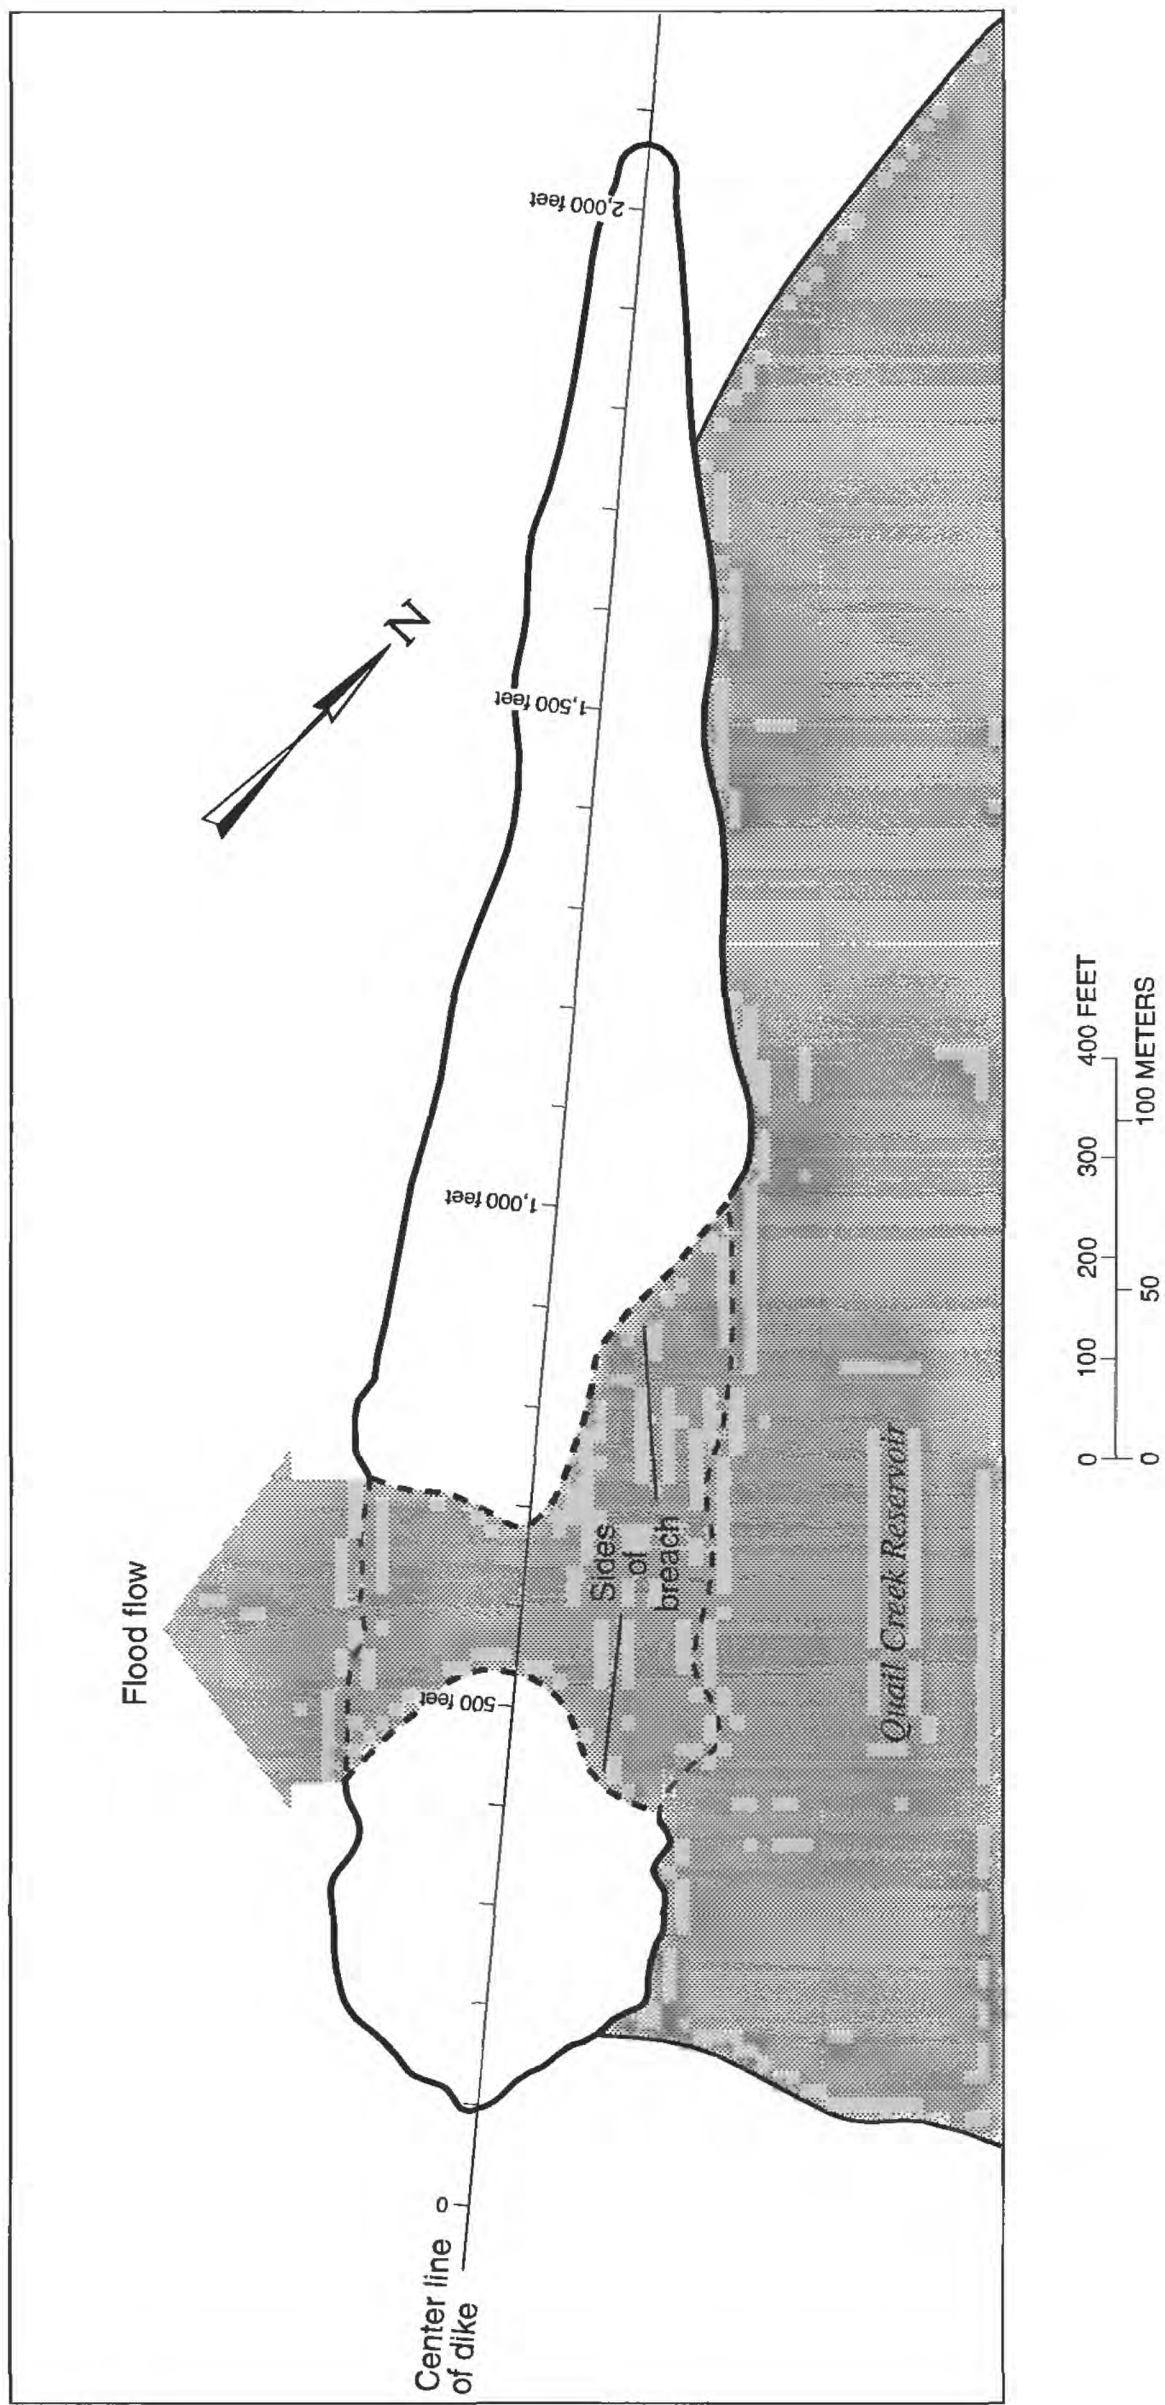 Flood flow
N
Center line
of dike
0
500 feet
1,000 feet
1,500 feet
2,000 feet
Sides
of
breach
Quail Creek Reservoir
0 100 200 300 400 FEET
0 50 100 METERS